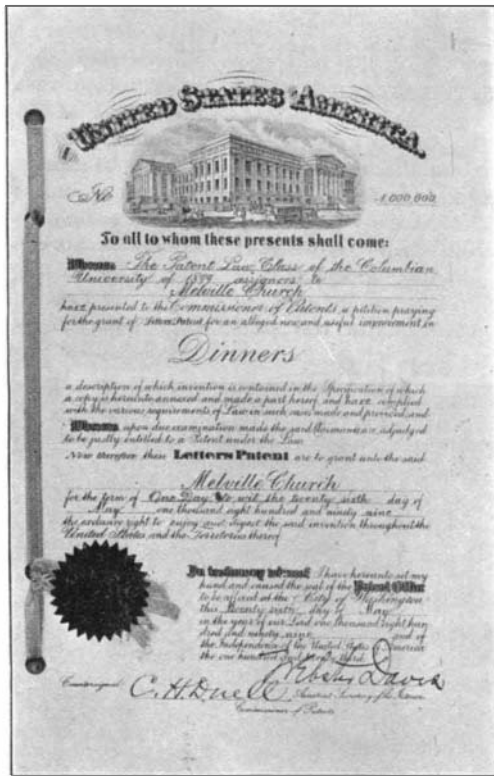 UNITED STATES AMERICA.
No 1,000,000
To all to whom these presents shall come:
Whereas The Patent Law Class of the Columbian
University of 1899 assignors to
Melville Church
have presented to the Commissioner of Patents a petition praying
for the grant of Letters Patent for an alleged new and useful improvement in
Dinners
a description of which invention is contained in the Specification of which
a copy is hereunto annexed and made a part hereof and have complied
with the various requirements of Law in such cases made and provided and
Whereas upon due examination made the said Claimants are adjudged
to be justly entitled to a Patent under the Law
Now therefore these Letters Patent are to grant unto the said
Melville Church
for the term of One Day to wit the twenty sixth day of
May one thousand eight hundred and ninety nine
the exclusive right to enjoy and digest the said invention throughout the
United States and the Territories thereof
In testimony whereof I have hereunto set my
hand and caused the seal of the Patent Office
to be affixed at the City of Washington
this twenty sixth day of May
in the year of our Lord one thousand eight hun
dred and ninety nine and of
the Independence of the United States of America
the one hundred and twenty third
Webster Davis
Countersigned C. H. Duell Assistant Secretary of the Interior
Commissioner of Patents